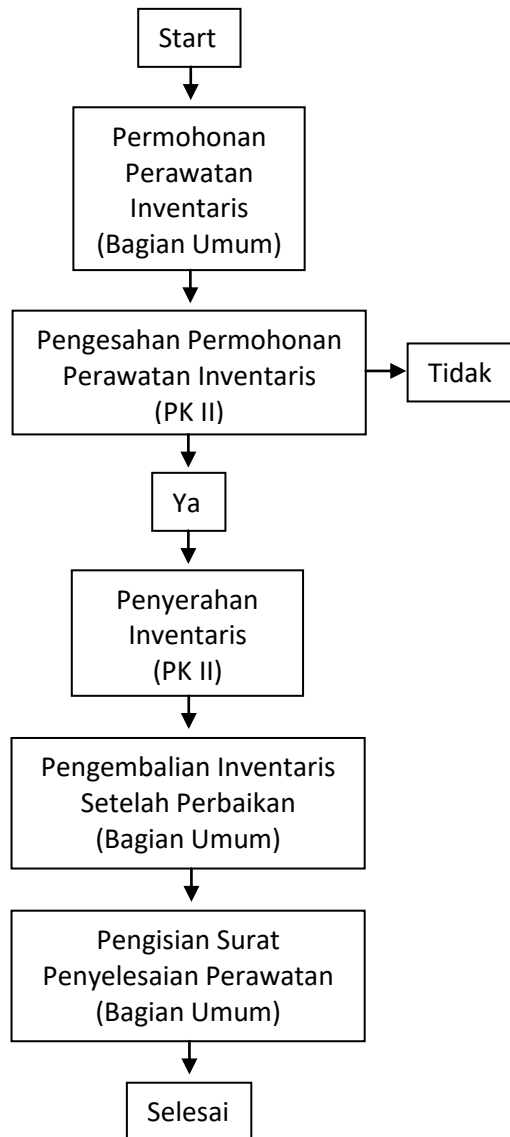 Start
Permohonan
Perawatan
Inventaris
(Bagian Umum)
Pengesahan Permohonan
Perawatan Inventaris
(PK II)
Tidak
Ya
Penyerahan
Inventaris
(PK II)
Pengembalian Inventaris
Setelah Perbaikan
(Bagian Umum)
Pengisian Surat
Penyelesaian Perawatan
(Bagian Umum)
Selesai